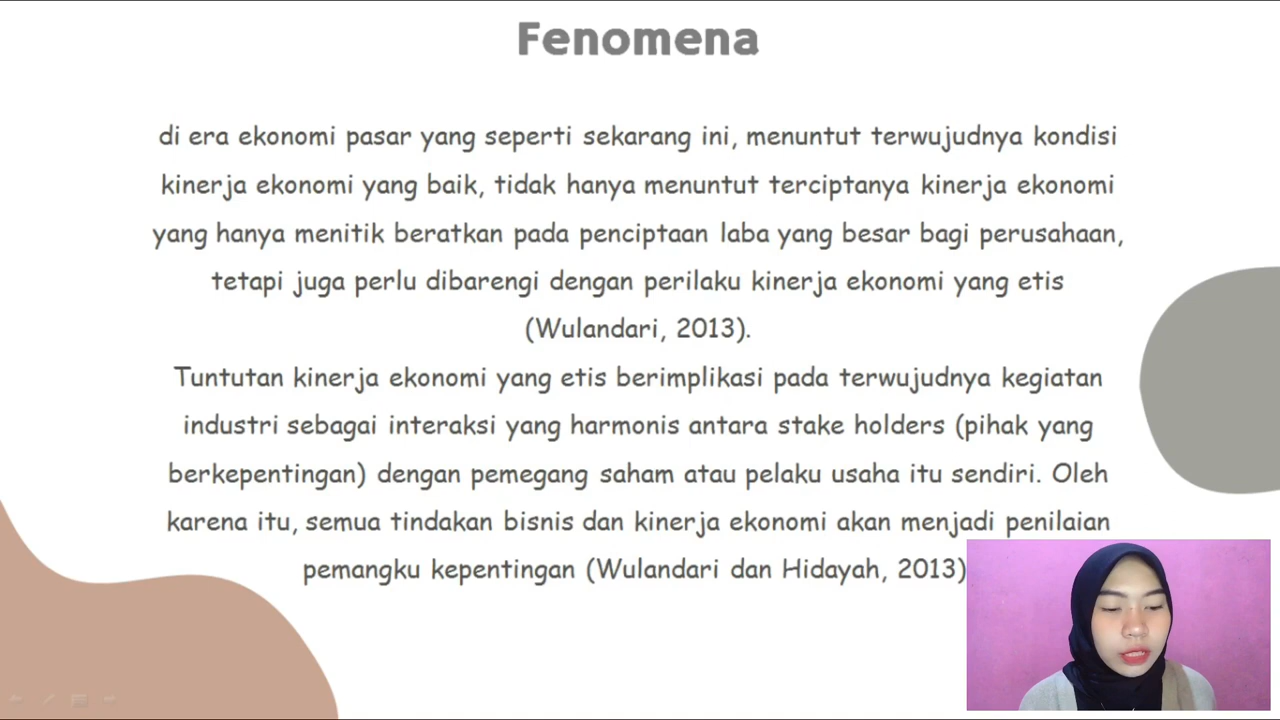 Fenomena
di era ekonomi pasar yang seperti sekarang ini, menuntut terwujudnya kondisi
kinerja ekonomi yang baik, tidak hanya menuntut terciptanya kinerja ekonomi
yang hanya menitik beratkan pada penciptaan laba yang besar bagi perusahaan,
tetapi juga perlu dibarengi dengan perilaku kinerja ekonomi yang etis
(Wulandari, 2013).
Tuntutan kinerja ekonomi yang etis berimplikasi pada terwujudnya kegiatan
industri sebagai interaksi yang harmonis antara stake holders (pihak yang
berkepentingan) dengan pemegang saham atau pelaku usaha itu sendiri. Oleh
karena itu, semua tindakan bisnis dan kinerja ekonomi akan menjadi penilaian
pemangku kepentingan (Wulandari dan Hidayah, 2013)